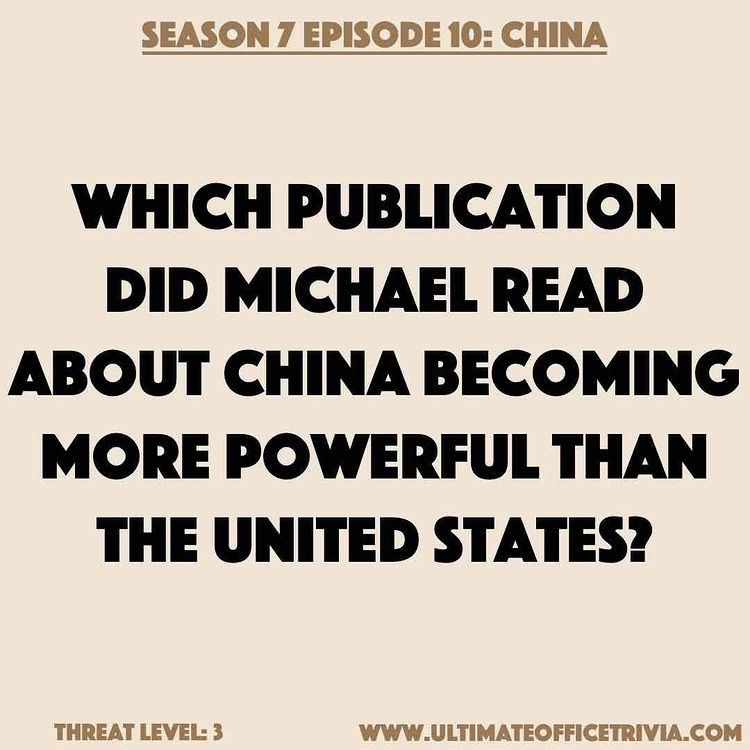 SEASON 7 EPISODE 10: CHINA
WHICH PUBLICATION
DID MICHAEL READ
ABOUT CHINA BECOMING
MORE POWERFUL THAN
THE UNITED STATES?
THREAT LEVEL: 3
WWW.ULTIMATEOFFICETRIVIA.COM